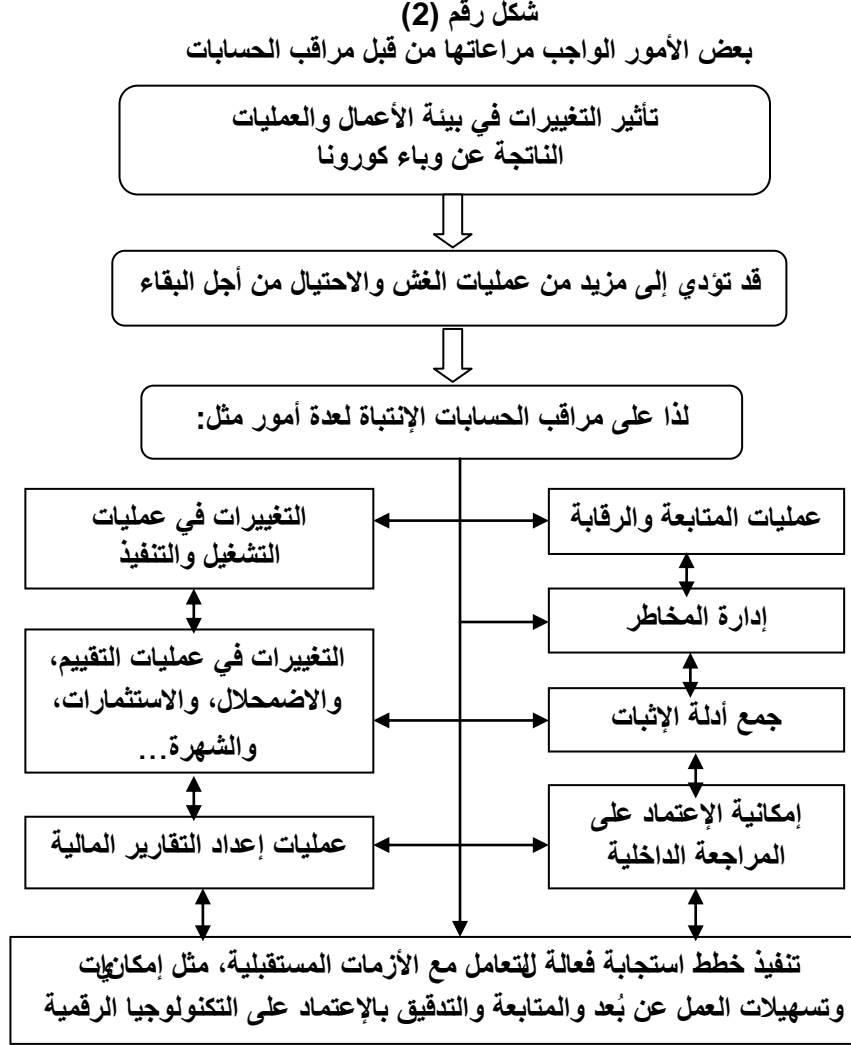 شكل رقم (2)
بعض الأمور الواجب مراعاتها من قبل مراقب الحسابات
تأثير التغييرات في بيئة الأعمال والعمليات
الناتجة عن وباء كورونا
قد تؤدي إلى مزيد من عمليات الغش والاحتيال من أجل البقاء
لذا على مراقب الحسابات الإنتباة لعدة أمور مثل:
عمليات المتابعة والرقابة
إدارة المخاطر
جمع أدلة الإثبات
إمكانية الإعتماد على
المراجعة الداخلية
التغييرات في عمليات
التشغيل والتنفيذ
التغييرات في عمليات التقييم،
والاضمحلال، والاستثمارات،
والشهرة...
عمليات إعداد التقارير المالية
تنفيذ خطط استجابة فعالة للتعامل مع الأزمات المستقبلية، مثل إمكانيات
وتسهيلات العمل عن بُعد والمتابعة والتدقيق بالإعتماد على التكنولوجيا الرقمية